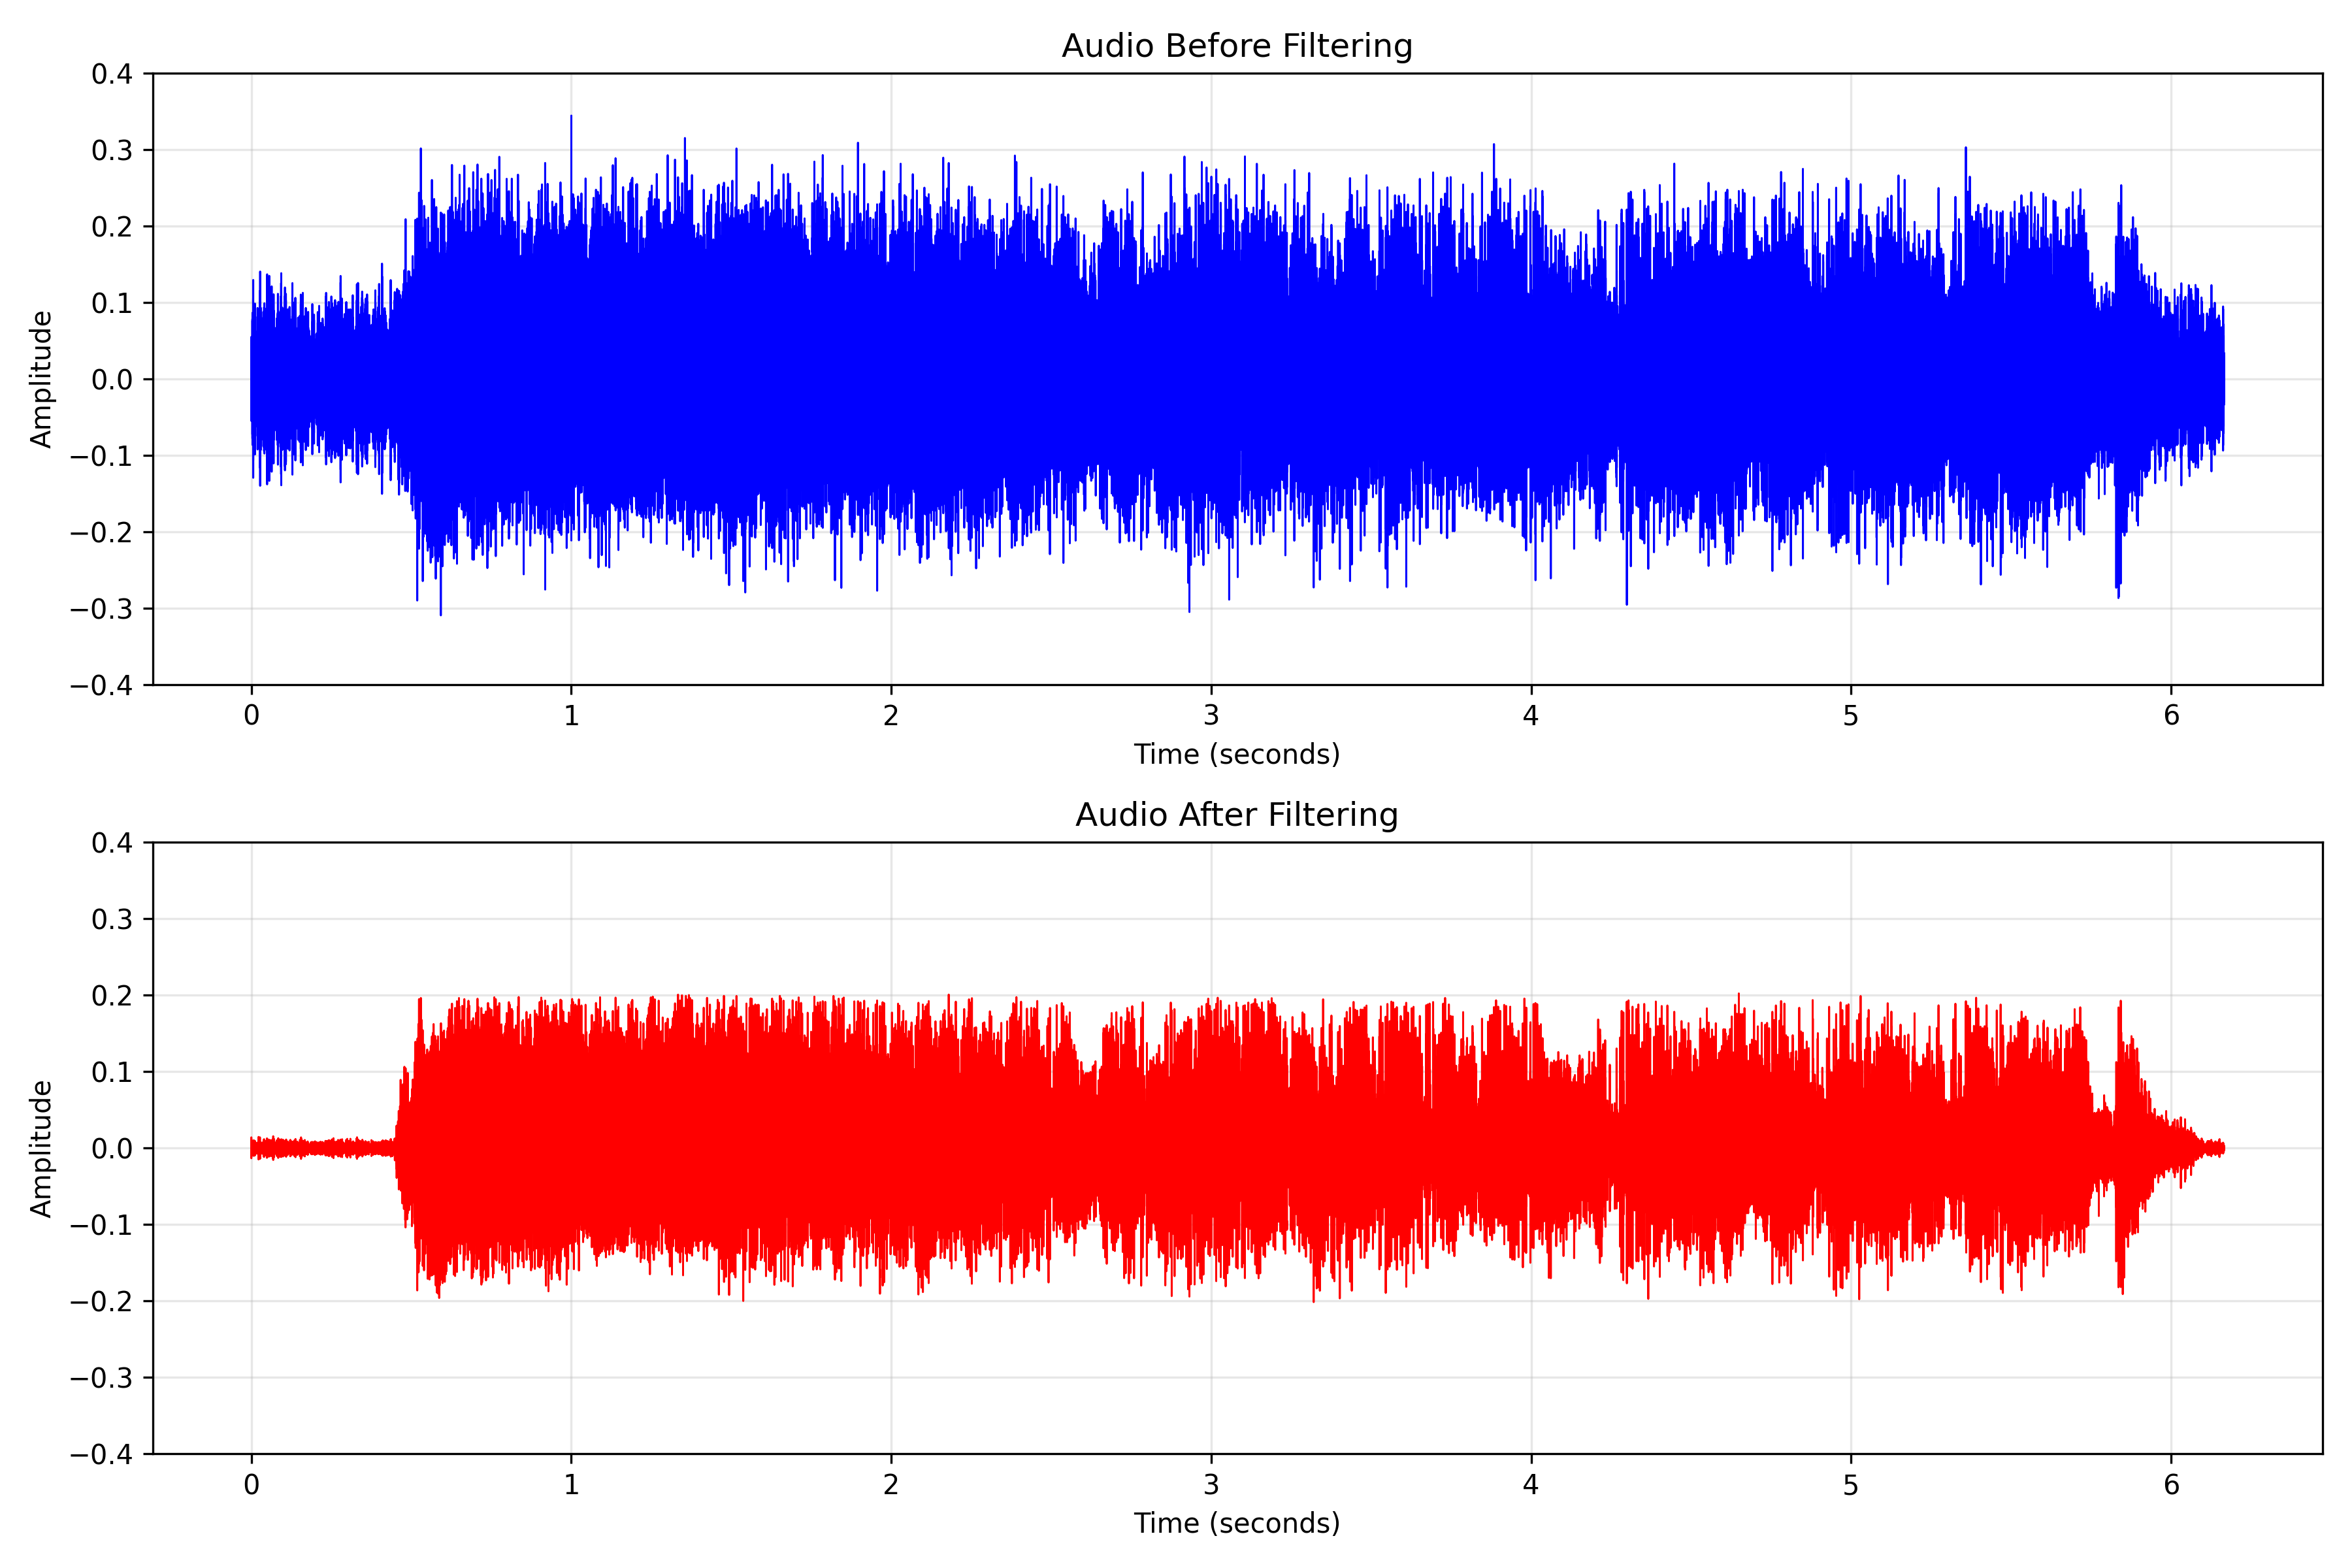 Audio Before Filtering
0.4
0.3
0.2
0.1
0.0
−0.1
−0.2
−0.3
−0.4
Amplitude
0 1 2 3 4 5 6
Time (seconds)
Audio After Filtering
0.4
0.3
0.2
0.1
0.0
−0.1
−0.2
−0.3
−0.4
Amplitude
0 1 2 3 4 5 6
Time (seconds)